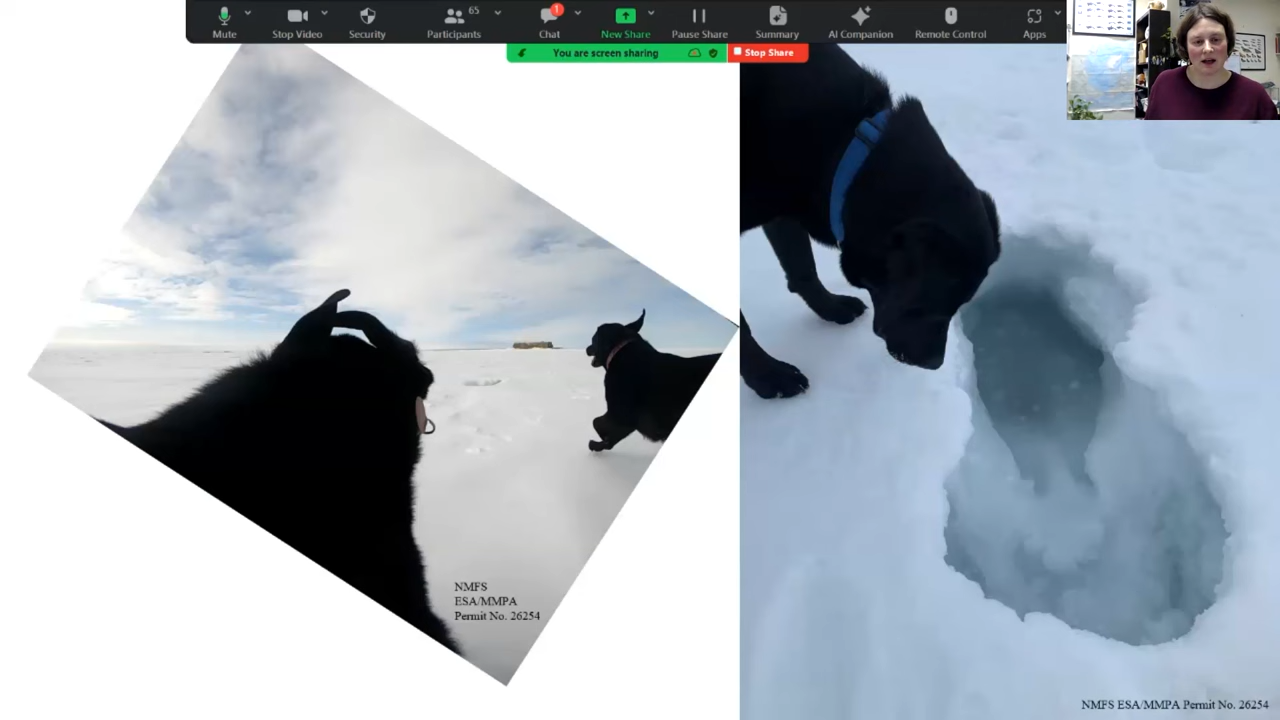 65
1
Mute
Stop Video
Security
Participants
Chat
New Share
Pause Share
Summary
AI Companion
Remote Control
Apps
You are screen sharing
Stop Share
NMFS
ESA/MMPA
Permit No. 26254
NMFS ESA/MMPA Permit No. 26254